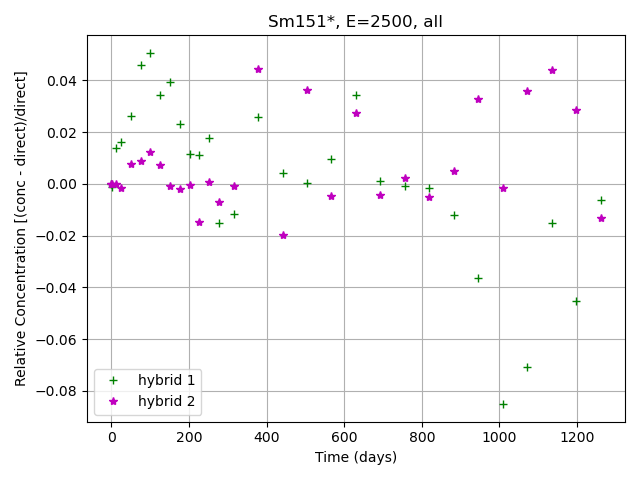 Sm151*, E=2500, all
Relative Concentration [(conc - direct)/direct]
0.04
0.02
0.00
−0.02
−0.04
−0.06
−0.08
hybrid 1
hybrid 2
0
200
400
600
800
1000
1200
Time (days)